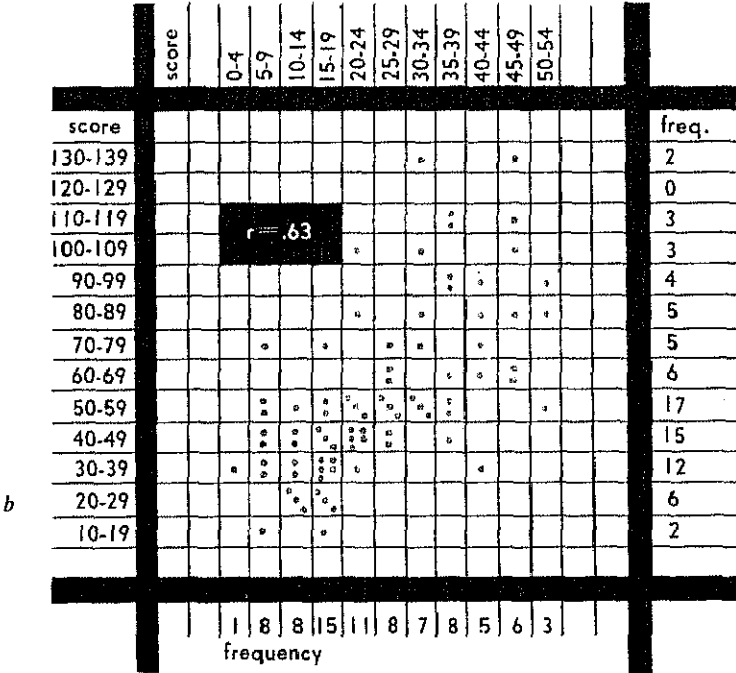 score 0-4 5-9 10-14 15-19 20-24 25-29 30-34 35-39 40-44 45-49 50-54
score freq.
130-139 2
120-129 0
110-119 3
r=.63
100-109 3
90-99 4
80-89 5
70-79 5
60-69 6
50-59 17
40-49 15
30-39 12
b 20-29 6
10-19 2
1 8 8 15 11 8 7 8 5 6 3
frequency